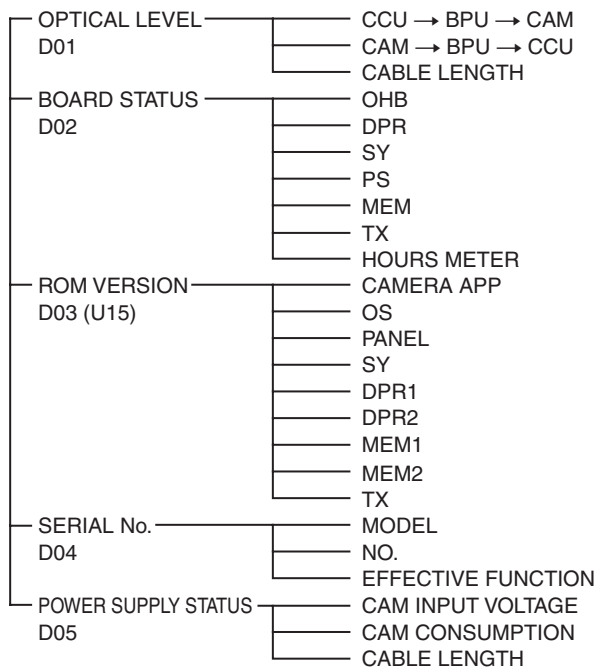 OPTICAL LEVEL
D01
CCU → BPU → CAM
CAM → BPU → CCU
CABLE LENGTH
BOARD STATUS
D02
OHB
DPR
SY
PS
MEM
TX
HOURS METER
ROM VERSION
D03 (U15)
CAMERA APP
OS
PANEL
SY
DPR1
DPR2
MEM1
MEM2
TX
SERIAL No.
D04
MODEL
NO.
EFFECTIVE FUNCTION
POWER SUPPLY STATUS
D05
CAM INPUT VOLTAGE
CAM CONSUMPTION
CABLE LENGTH